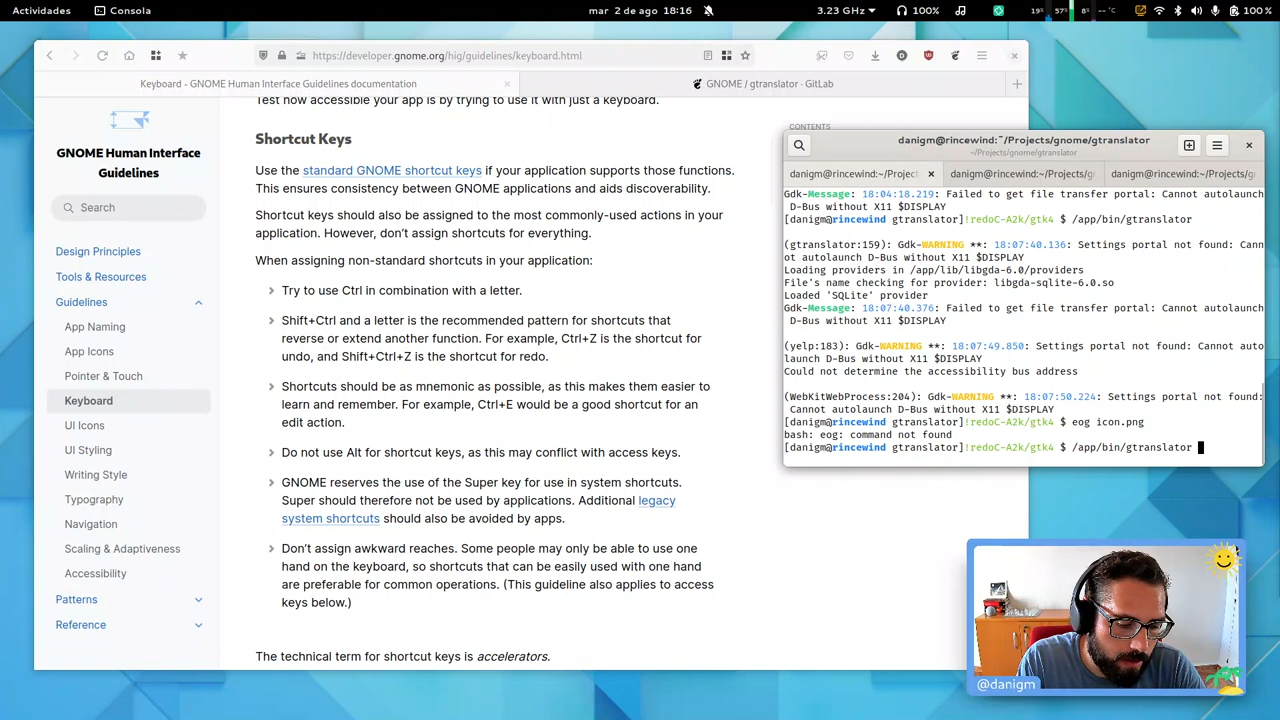 Actividades
Consola
mar 2 de ago 18:16
3.23 GHz
100%
19%
57%
8%
-- °C
100 %
https://developer.gnome.org/hig/guidelines/keyboard.html
Keyboard - GNOME Human Interface Guidelines documentation
GNOME / gtranslator · GitLab
GNOME Human Interface
Guidelines
Search
Design Principles
Tools & Resources
Guidelines
App Naming
App Icons
Pointer & Touch
Keyboard
UI Icons
UI Styling
Writing Style
Typography
Navigation
Scaling & Adaptiveness
Accessibility
Patterns
Reference
Test how accessible your app is by trying to use it with just a keyboard.
Shortcut Keys
Use the standard GNOME shortcut keys if your application supports those functions.
This ensures consistency between GNOME applications and aids discoverability.
Shortcut keys should also be assigned to the most commonly-used actions in your
application. However, don’t assign shortcuts for everything.
When assigning non-standard shortcuts in your application:
Try to use Ctrl in combination with a letter.
Shift+Ctrl and a letter is the recommended pattern for shortcuts that
reverse or extend another function. For example, Ctrl+Z is the shortcut for
undo, and Shift+Ctrl+Z is the shortcut for redo.
Shortcuts should be as mnemonic as possible, as this makes them easier to
learn and remember. For example, Ctrl+E would be a good shortcut for an
edit action.
Do not use Alt for shortcut keys, as this may conflict with access keys.
GNOME reserves the use of the Super key for use in system shortcuts.
Super should therefore not be used by applications. Additional legacy
system shortcuts should also be avoided by apps.
Don’t assign awkward reaches. Some people may only be able to use one
hand on the keyboard, so shortcuts that can be easily used with one hand
are preferable for common operations. (This guideline also applies to access
keys below.)
The technical term for shortcut keys is accelerators.
CONTENTS
danigm@rincewind:~/Projects/gnome/gtranslator
~/Projects/gnome/gtranslator
danigm@rincewind:~/Project
danigm@rincewind:~/Projects/g
danigm@rincewind:~/Projects/g
Gdk-Message: 18:04:18.219: Failed to get file transfer portal: Cannot autolaunch
D-Bus without X11 $DISPLAY
[danigm@rincewind gtranslator]!redoC-A2k/gtk4 $ /app/bin/gtranslator
(gtranslator:159): Gdk-WARNING **: 18:07:40.136: Settings portal not found: Cann
ot autolaunch D-Bus without X11 $DISPLAY
Loading providers in /app/lib/libgda-6.0/providers
File's name checking for provider: libgda-sqlite-6.0.so
Loaded 'SQLite' provider
Gdk-Message: 18:07:40.376: Failed to get file transfer portal: Cannot autolaunch
D-Bus without X11 $DISPLAY
(yelp:183): Gdk-WARNING **: 18:07:49.850: Settings portal not found: Cannot auto
launch D-Bus without X11 $DISPLAY
Could not determine the accessibility bus address
(WebKitWebProcess:204): Gdk-WARNING **: 18:07:50.224: Settings portal not found:
Cannot autolaunch D-Bus without X11 $DISPLAY
[danigm@rincewind gtranslator]!redoC-A2k/gtk4 $ eog icon.png
bash: eog: command not found
[danigm@rincewind gtranslator]!redoC-A2k/gtk4 $ /app/bin/gtranslator
@danigm